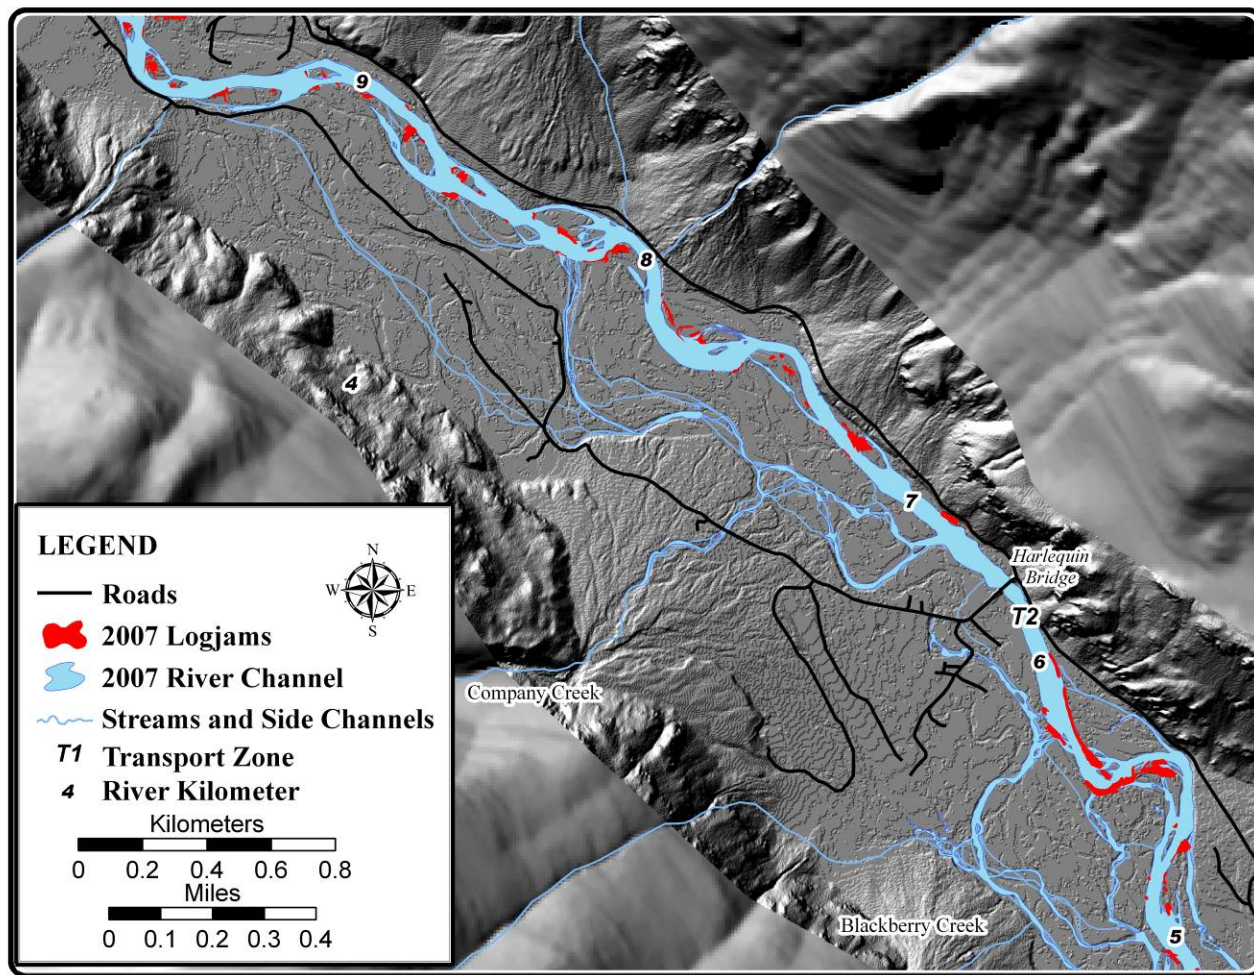 9
8
4
7
Harlequin
Bridge
T2
6
Company Creek
Blackberry Creek
5
LEGEND
N
W E
S
Roads
2007 Logjams
2007 River Channel
Streams and Side Channels
T1 Transport Zone
4 River Kilometer
Kilometers
0 0.2 0.4 0.6 0.8
Miles
0 0.1 0.2 0.3 0.4